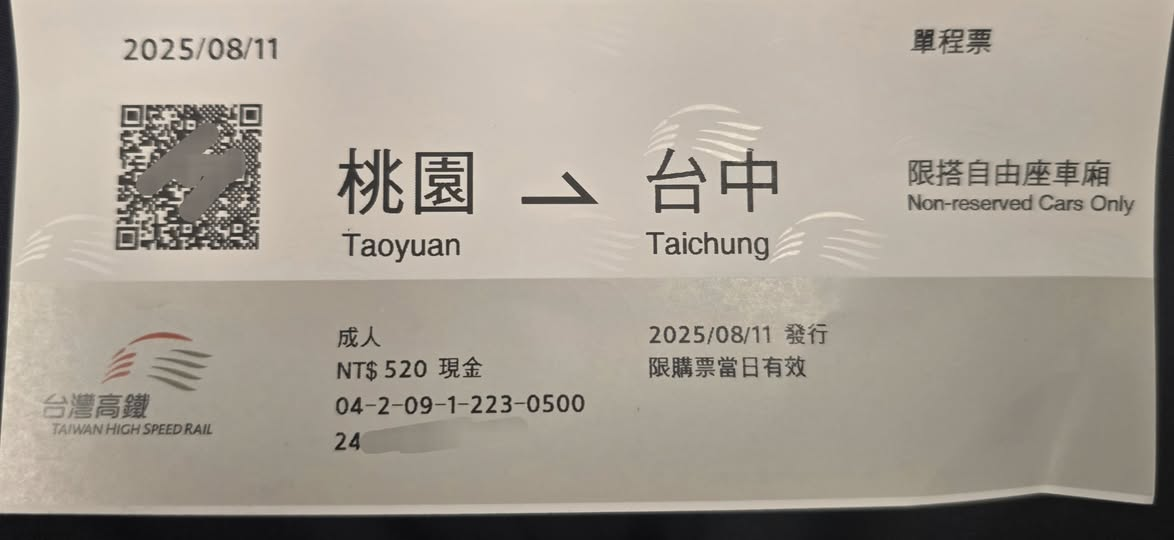 2025/08/11
單程票
桃園 ⇀ 台中
Taoyuan
Taichung
限搭自由座車廂
Non-reserved Cars Only
台灣高鐵
TAIWAN HIGH SPEED RAIL
成人
NT$ 520 現金
04-2-09-1-223-0500
24
2025/08/11 發行
限購票當日有效